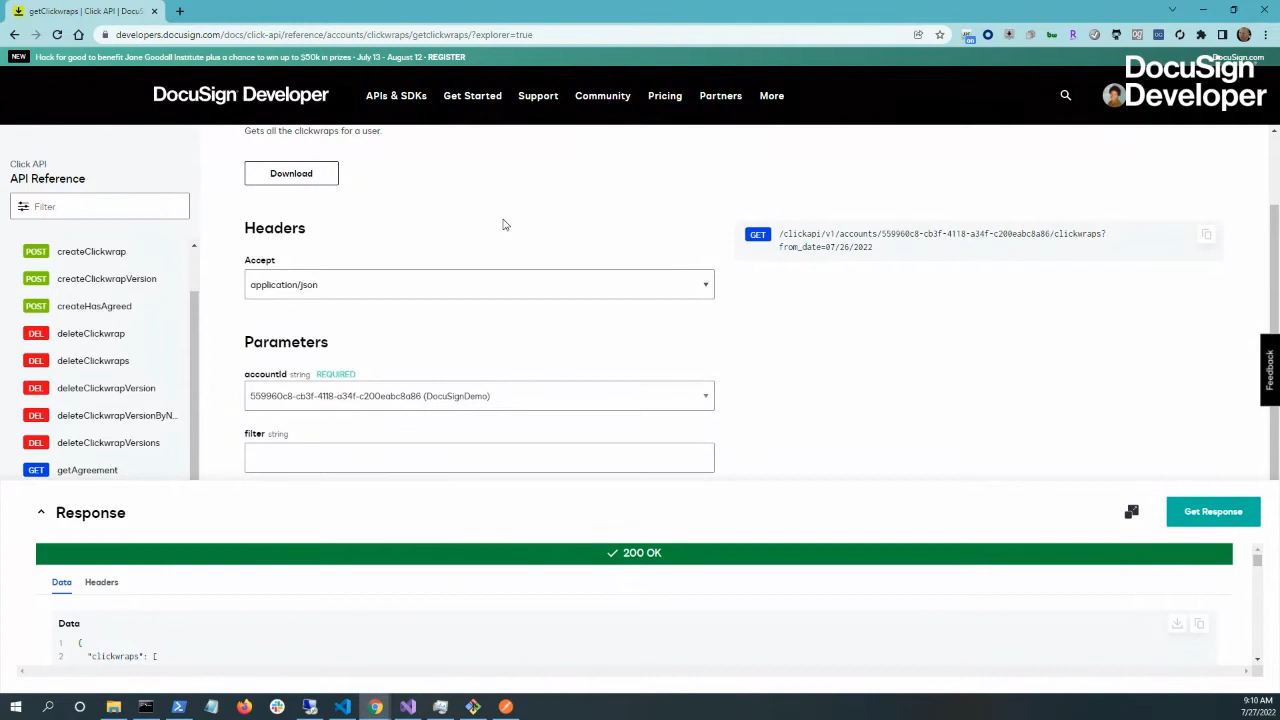 getClickwraps | Click API | DocuS
developers.docusign.com/docs/click-api/reference/accounts/clickwraps/getclickwraps/?explorer=true
NEW Hack for good to benefit Jane Goodall Institute plus a chance to win up to $50k in prizes - July 13 - August 12 - REGISTER
DocuSign.com
DocuSign Developer
APIs & SDKs Get Started Support Community Pricing Partners More
DocuSign
Developer
Gets all the clickwraps for a user.
Click API
API Reference
Filter
Download
POST createClickwrap
POST createClickwrapVersion
POST createHasAgreed
DEL deleteClickwrap
DEL deleteClickwraps
DEL deleteClickwrapVersion
DEL deleteClickwrapVersionByN...
DEL deleteClickwrapVersions
GET getAgreement
Headers
Accept
application/json
Parameters
accountId string REQUIRED
559960c8-cb3f-4118-a34f-c200eabc8a86 (DocuSignDemo)
filter string
GET /clickapi/v1/accounts/559960c8-cb3f-4118-a34f-c200eabc8a86/clickwraps?
from_date=07/26/2022
Feedback
Response
Get Response
200 OK
Data Headers
Data
1 {
2 "clickwraps": [
9:10 AM
7/27/2022